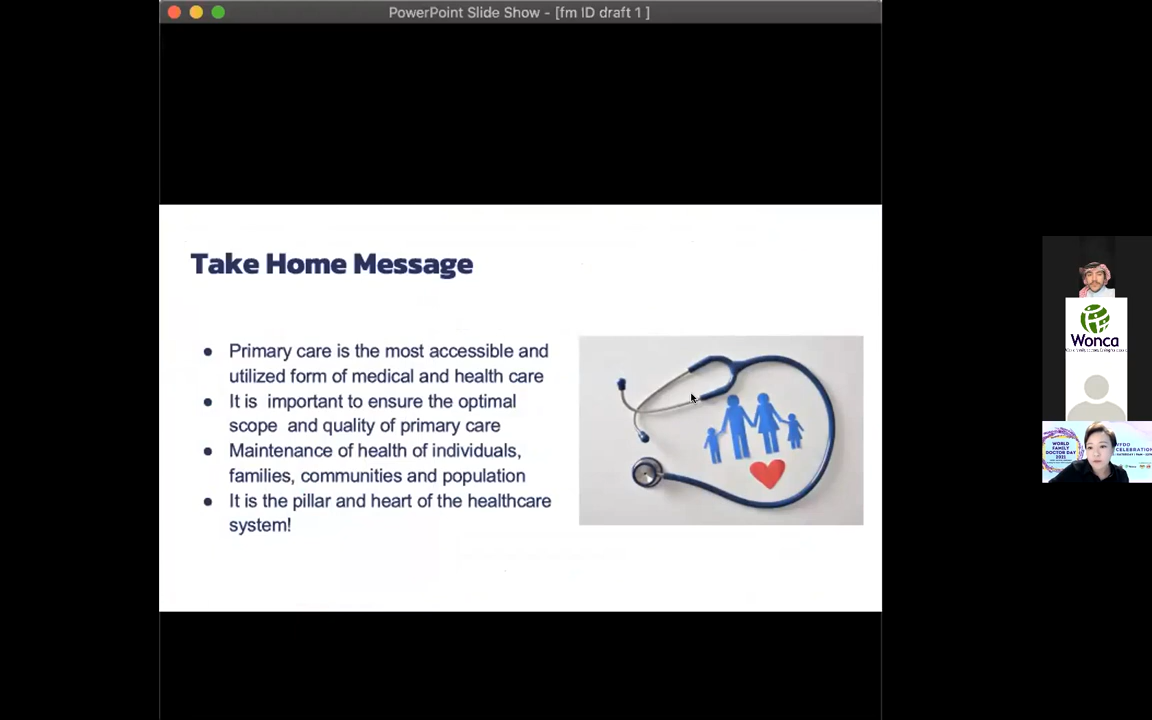 PowerPoint Slide Show - [fm ID draft 1 ]
Take Home Message
● Primary care is the most accessible and
utilized form of medical and health care
● It is  important to ensure the optimal
scope  and quality of primary care
● Maintenance of health of individuals,
families, communities and population
● It is the pillar and heart of the healthcare
system!
Wonca
WORLD
FAMILY
DOCTOR DAY
2021